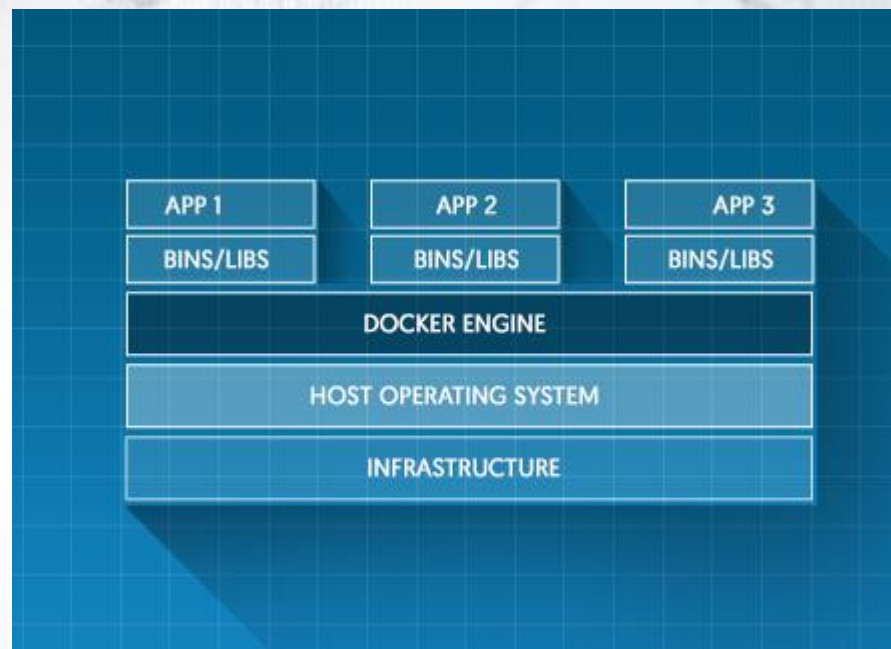 APP 1 APP 2 APP 3
BINS/LIBS BINS/LIBS BINS/LIBS
DOCKER ENGINE
HOST OPERATING SYSTEM
INFRASTRUCTURE